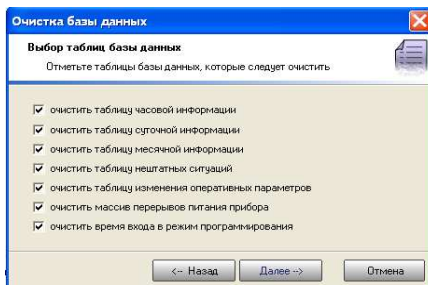 Очистка базы данных
Выбор таблиц базы данных
Отметьте таблицы базы данных, которые следует очистить
очистить таблицу часовой информации
очистить таблицу суточной информации
очистить таблицу месячной информации
очистить таблицу нештатных ситуаций
очистить таблицу изменения оперативных параметров
очистить массив перерывов питания прибора
очистить время входа в режим программирования
<-- Назад Далее --> Отмена